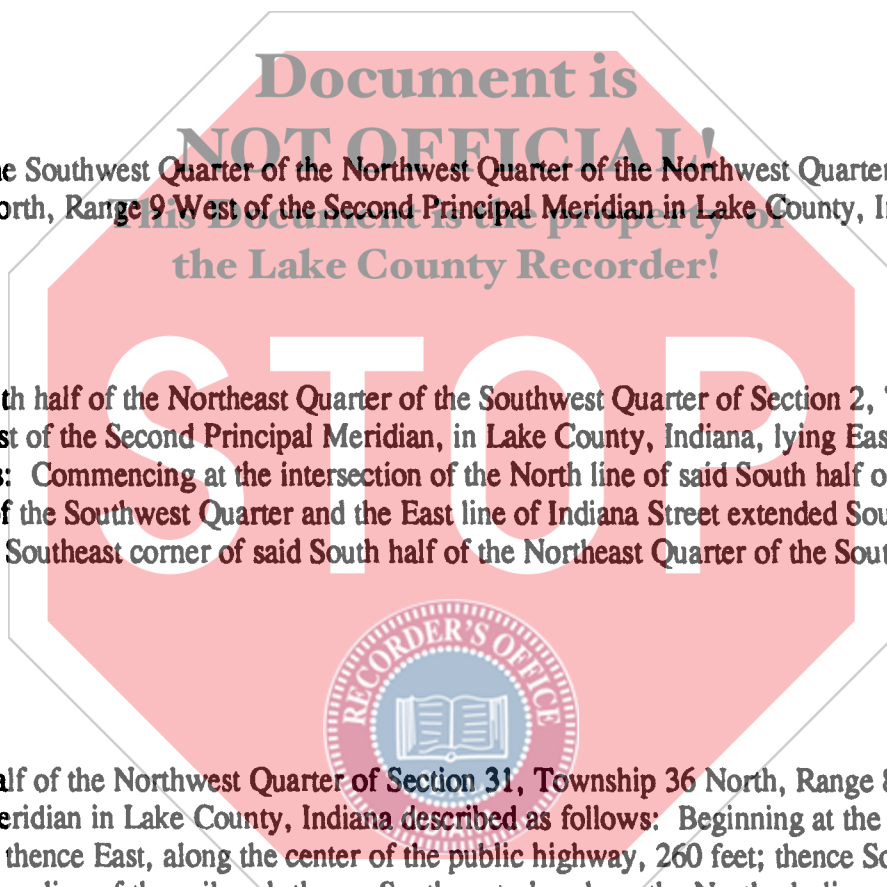 Document is
NOT OFFICIAL!
e Southwest Quarter of the Northwest Quarter of the Northwest Quarter
orth, Range 9 West of the Second Principal Meridian in Lake County, I
This Document is the property of
the Lake County Recorder!
STOP
th half of the Northeast Quarter of the Southwest Quarter of Section 2,
st of the Second Principal Meridian, in Lake County, Indiana, lying Eas
s: Commencing at the intersection of the North line of said South half o
f the Southwest Quarter and the East line of Indiana Street extended Sou
Southeast corner of said South half of the Northeast Quarter of the Sout
RECORDER'S OFFICE
alf of the Northwest Quarter of Section 31, Township 36 North, Range 8
eridian in Lake County, Indiana described as follows: Beginning at the
thence East, along the center of the public highway, 260 feet; thence So